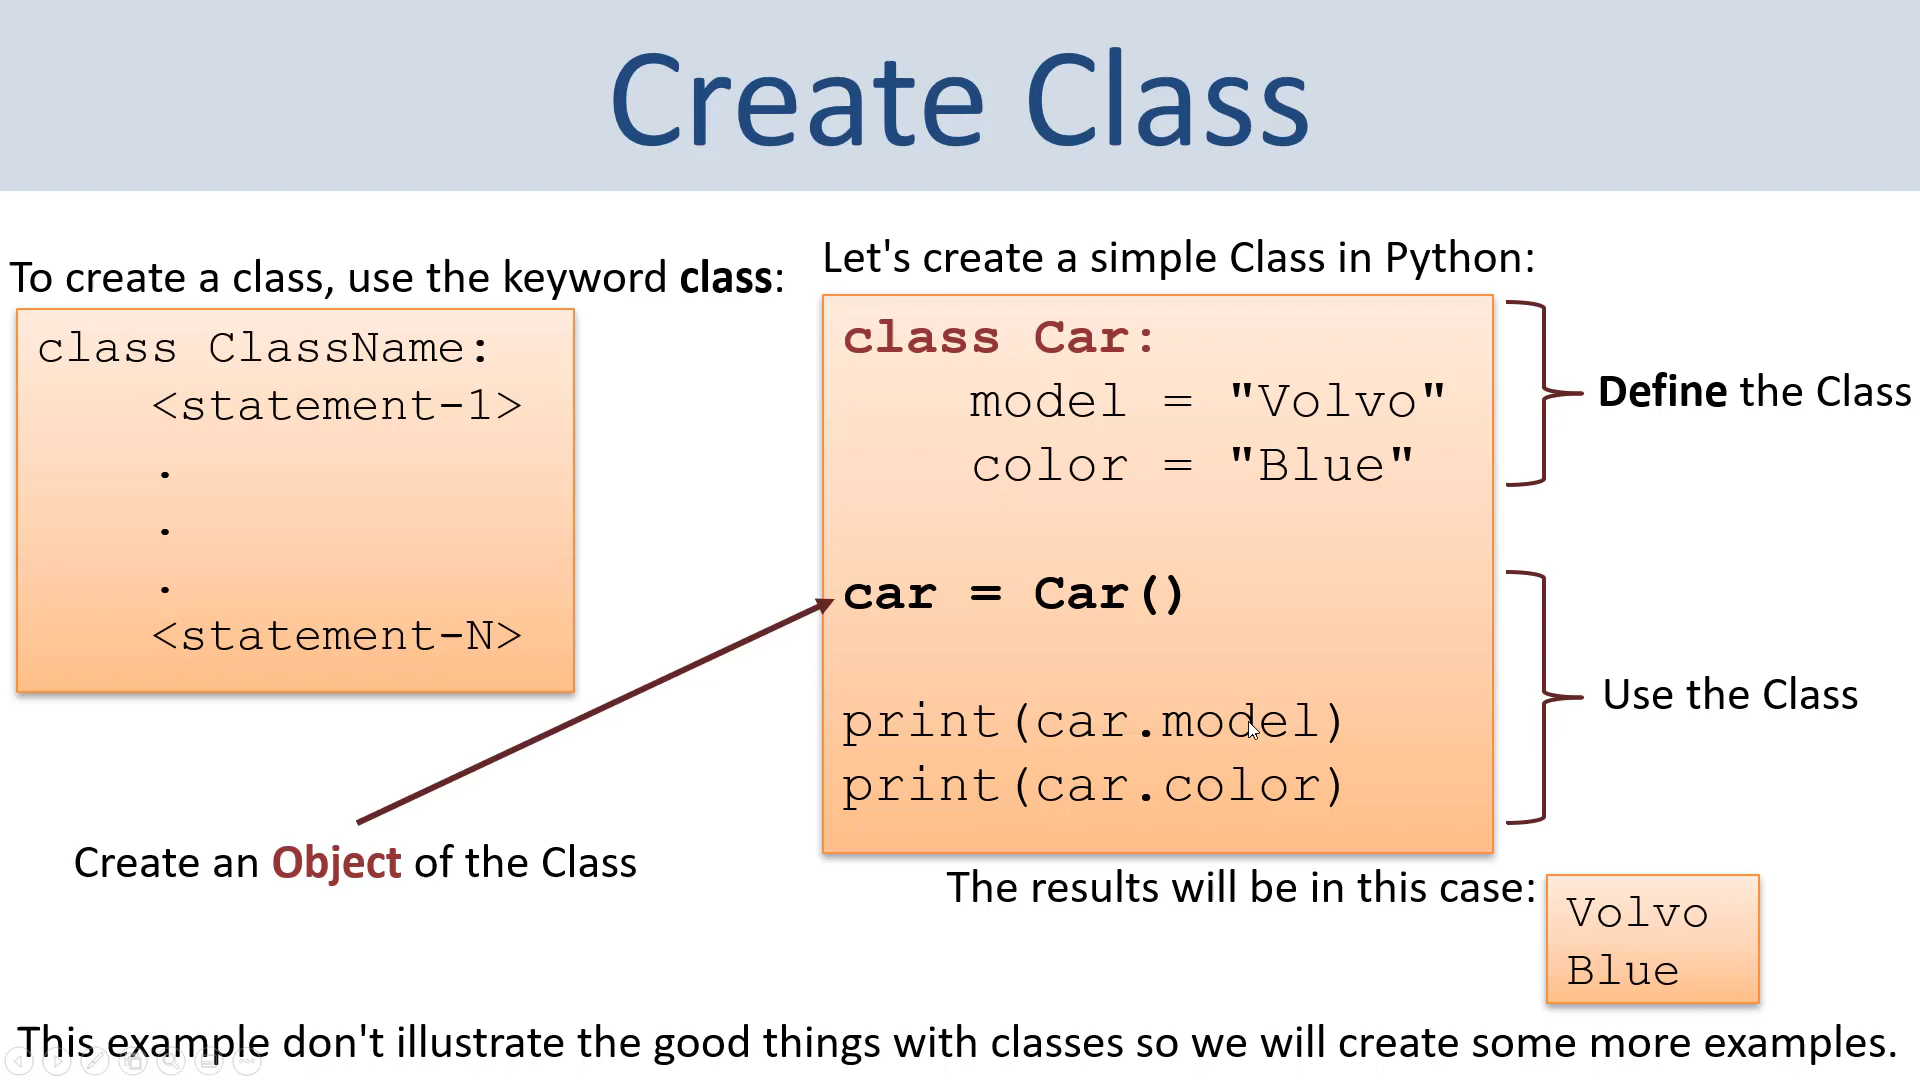 Create Class
To create a class, use the keyword class:
class ClassName:
<statement-1>
.
.
.
<statement-N>
Create an Object of the Class
Let's create a simple Class in Python:
class Car:
model = "Volvo"
color = "Blue"
car = Car()
print(car.model)
print(car.color)
Define the Class
Use the Class
The results will be in this case:
Volvo
Blue
This example don't illustrate the good things with classes so we will create some more examples.